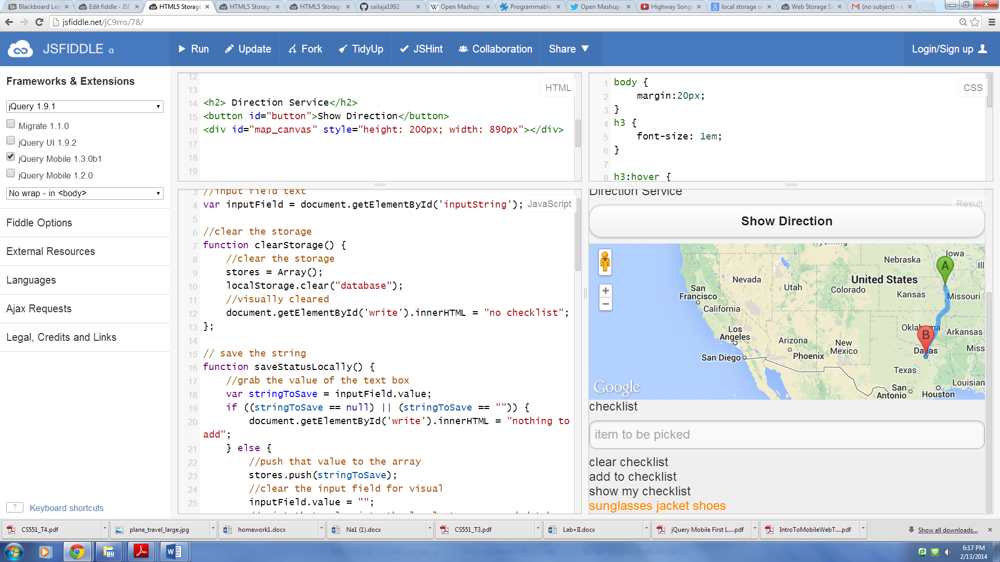 Blackboard Lea
Edit fiddle - JSF
HTML5 Storage
HTML5 Storage
HTML5 Storage
sailaja1992
Open Mashup
Programmable
Open Mashup
Highway Song
local storage or
Web Storage Ex
(no subject) - r
jsfiddle.net/jC9ms/78/
JSFIDDLE α
Run
Update
Fork
TidyUp
JSHint
Collaboration
Share
Login/Sign up
Frameworks & Extensions
jQuery 1.9.1
Migrate 1.1.0
jQuery UI 1.9.2
jQuery Mobile 1.3.0b1
jQuery Mobile 1.2.0
No wrap - in <body>
Fiddle Options
External Resources
Languages
Ajax Requests
Legal, Credits and Links
? Keyboard shortcuts
HTML
12
13
14 <h2> Direction Service</h2>
15 <button id="button">Show Direction</button>
16 <div id="map_canvas" style="height: 200px; width: 890px"></div>
17
18
19
CSS
1 body {
2 margin:20px;
3 }
4 h3 {
5 font-size: 1em;
6 }
7
8 h3:hover {
JavaScript
3 //input field text
4 var inputField = document.getElementById('inputString');
5
6 //clear the storage
7 function clearStorage() {
8 //clear the storage
9 stores = Array();
10 localStorage.clear("database");
11 //visually cleared
12 document.getElementById('write').innerHTML = "no checklist";
13 };
14
15 // save the string
16 function saveStatusLocally() {
17 //grab the value of the text box
18 var stringToSave = inputField.value;
19 if ((stringToSave == null) || (stringToSave == "")) {
20 document.getElementById('write').innerHTML = "nothing to
add";
21 } else {
22 //push that value to the array
23 stores.push(stringToSave);
24 //clear the input field for visual
25 inputField.value = "";
Direction Service
Result
Show Direction
Wyoming
Iowa
Nebraska
Ill
A
Nevada
United States
San Francisco
Utah
Colorado
Kansas
Missouri
California
Oklahoma
Arkansas
Los Angeles
B
Arizona
New Mexico
Miss
Dallas
San Diego
Phoenix
Texas
Louisian
Google
San Antonio
Houston
checklist
item to be picked
clear checklist
add to checklist
show my checklist
sunglasses jacket shoes
CS551_T4.pdf
plane_travel_large.jpg
homework1.docx
Na1 (1).docx
CS551_T3.pdf
Lab+II.docx
jQuery Mobile First L....pdf
IntroToMobileWebT....pdf
Show all downloads...
6:17 PM
2/13/2014